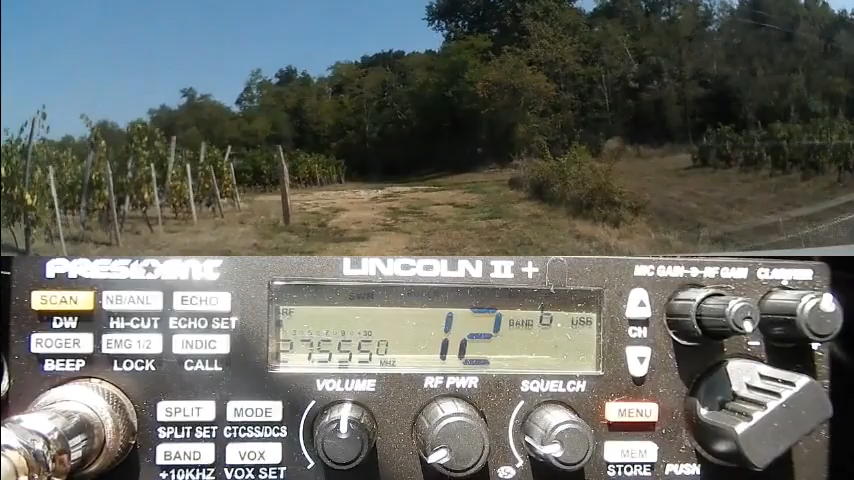 PRESIDENT
LINCOLN II +
MIC GAIN RF GAIN CLARIFIER
SCAN NB/ANL ECHO
DW HI-CUT ECHO SET
ROGER EMG 1/2 INDIC
BEEP LOCK CALL
SWR
RF
12 BAND 6 USB
27.555.0 MHZ
CH
VOLUME RF PWR SQUELCH
SPLIT MODE
SPLIT SET CTCSS/DCS
BAND VOX
+10KHz VOX SET
MENU
MEM
STORE
PUSH